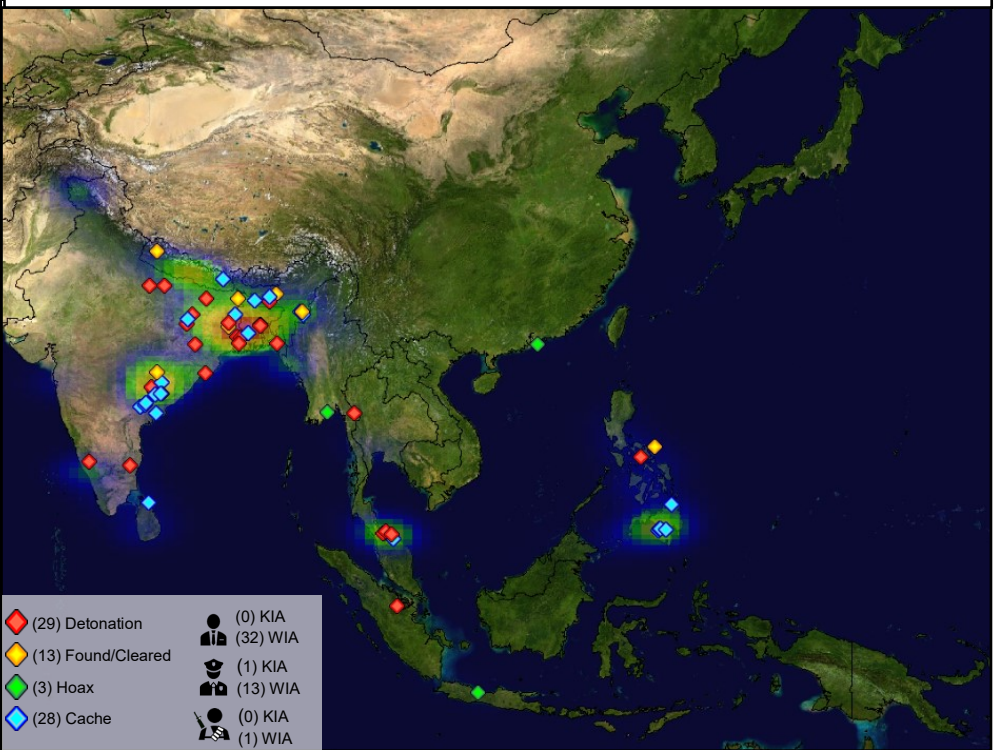 (29) Detonation
(13) Found/Cleared
(3) Hoax
(28) Cache
(0) KIA
(32) WIA
(1) KIA
(13) WIA
(0) KIA
(1) WIA